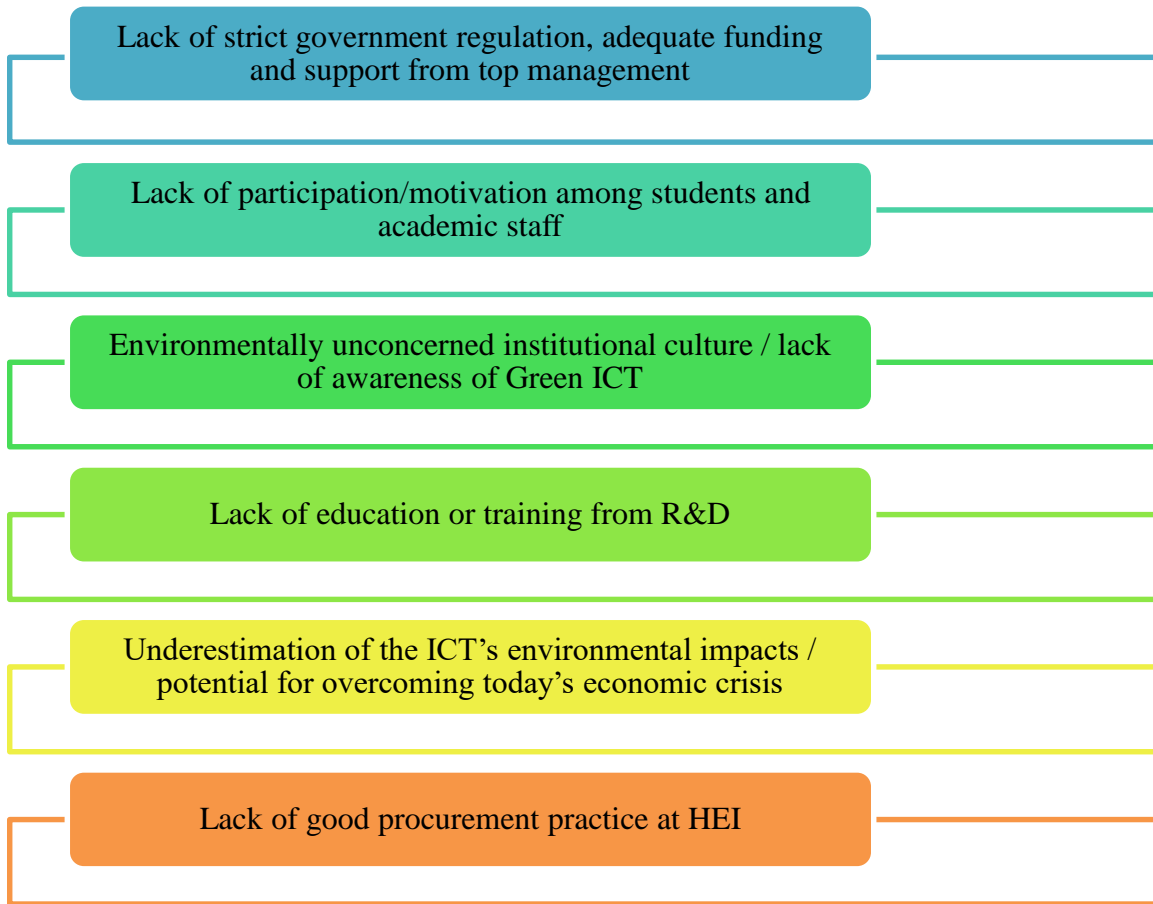 Lack of strict government regulation, adequate funding
and support from top management
Lack of participation/motivation among students and
academic staff
Environmentally unconcerned institutional culture / lack
of awareness of Green ICT
Lack of education or training from R&D
Underestimation of the ICT’s environmental impacts /
potential for overcoming today’s economic crisis
Lack of good procurement practice at HEI